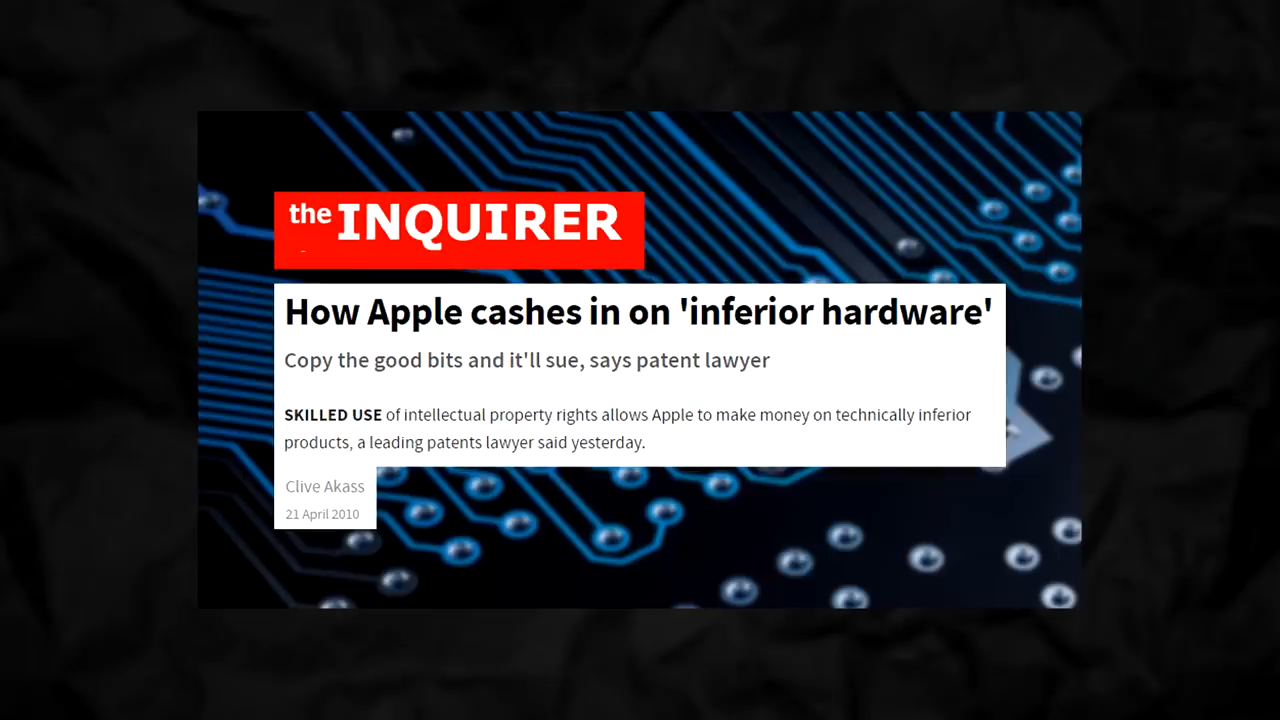 the INQUIRER
How Apple cashes in on 'inferior hardware'
Copy the good bits and it'll sue, says patent lawyer
SKILLED USE of intellectual property rights allows Apple to make money on technically inferior
products, a leading patents lawyer said yesterday.
Clive Akass
21 April 2010